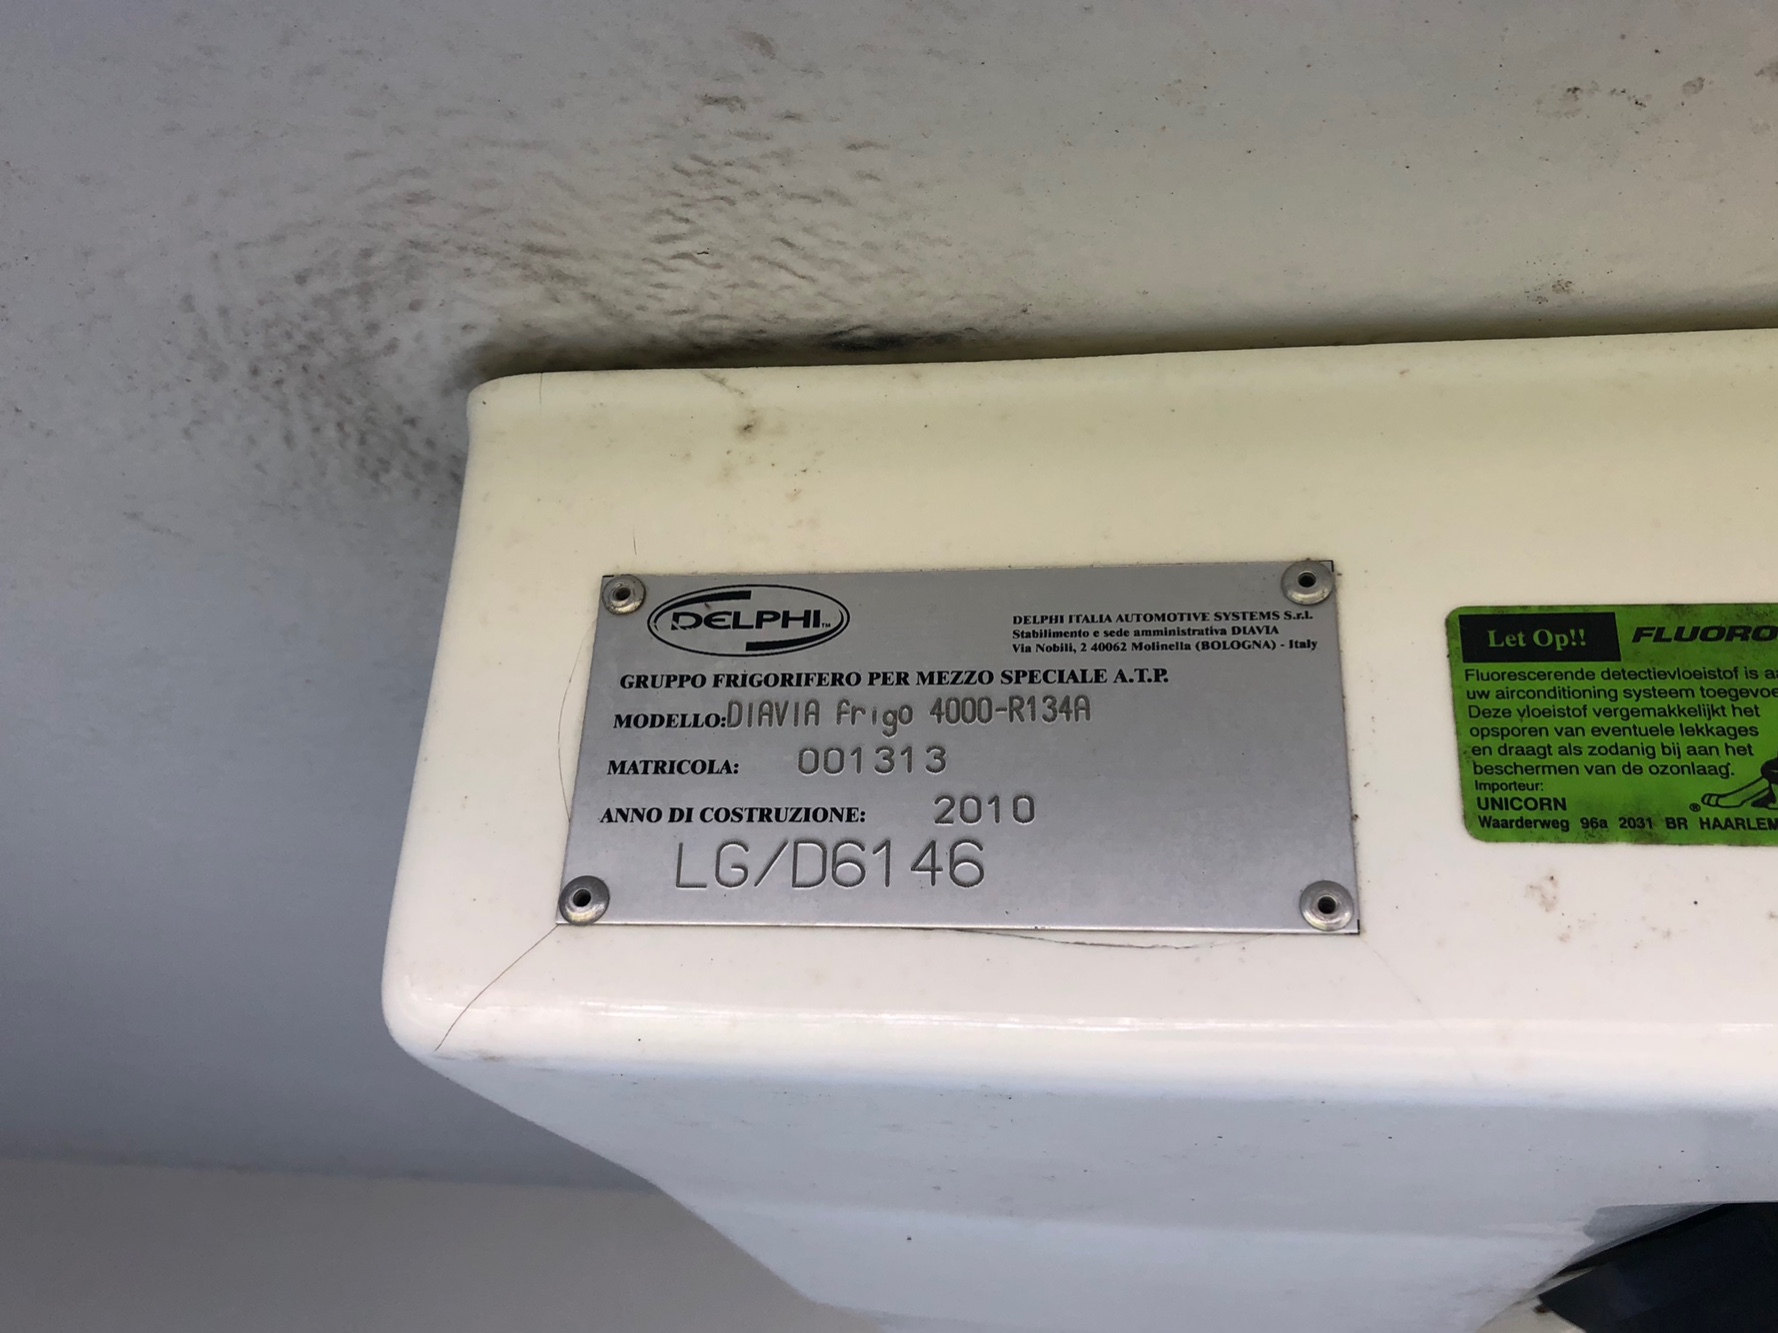 DELPHI™
DELPHI ITALIA AUTOMOTIVE SYSTEMS S.r.l.
Stabilimento e sede amministrativa DIAVIA
Via Nobili, 2 40062 Molinella (BOLOGNA) - Italy
GRUPPO FRIGORIFERO PER MEZZO SPECIALE A.T.P.
MODELLO: DIAVIA Frigo 4000-R134A
MATRICOLA: 001313
ANNO DI COSTRUZIONE: 2010
LG/D6146
Let Op!! FLUORO
Fluorescerende detectievloeistof is aa
uw airconditioning systeem toegevoe
Deze vloeistof vergemakkelijkt het
opsporen van eventuele lekkages
en draagt als zodanig bij aan het
beschermen van de ozonlaag.
Importeur:
UNICORN
Waarderweg 96a 2031 BR HAARLEM
®